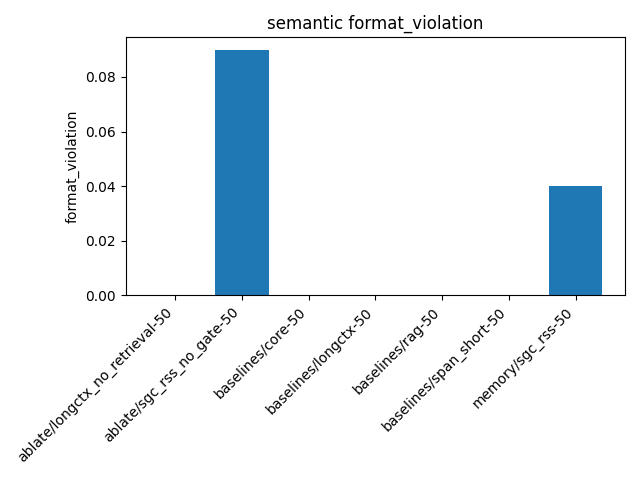 semantic format_violation
format_violation
0.08
0.06
0.04
0.02
0.00
ablate/longctx_no_retrieval-50
ablate/sgc_rss_no_gate-50
baselines/core-50
baselines/longctx-50
baselines/rag-50
baselines/span_short-50
memory/sgc_rss-50